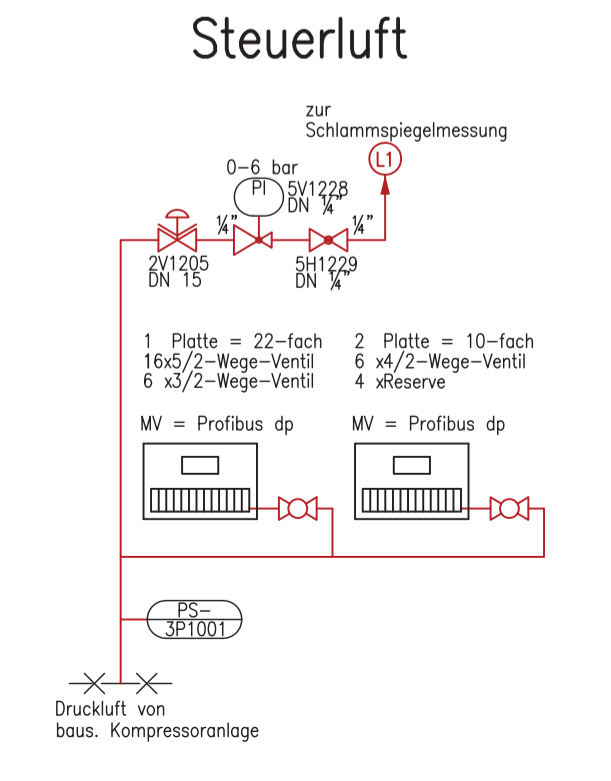 Steuerluft
zur
Schlammspiegelmessung
L1
0-6 bar
PI
5V1228
DN ¼"
¼"
¼"
2V1205
DN 15
5H1229
DN ¼"
1 Platte = 22-fach
16x5/2-Wege-Ventil
6 x3/2-Wege-Ventil
2 Platte = 10-fach
6 x4/2-Wege-Ventil
4 xReserve
MV = Profibus dp
MV = Profibus dp
PS-
3P1001
Druckluft von
baus. Kompressoranlage